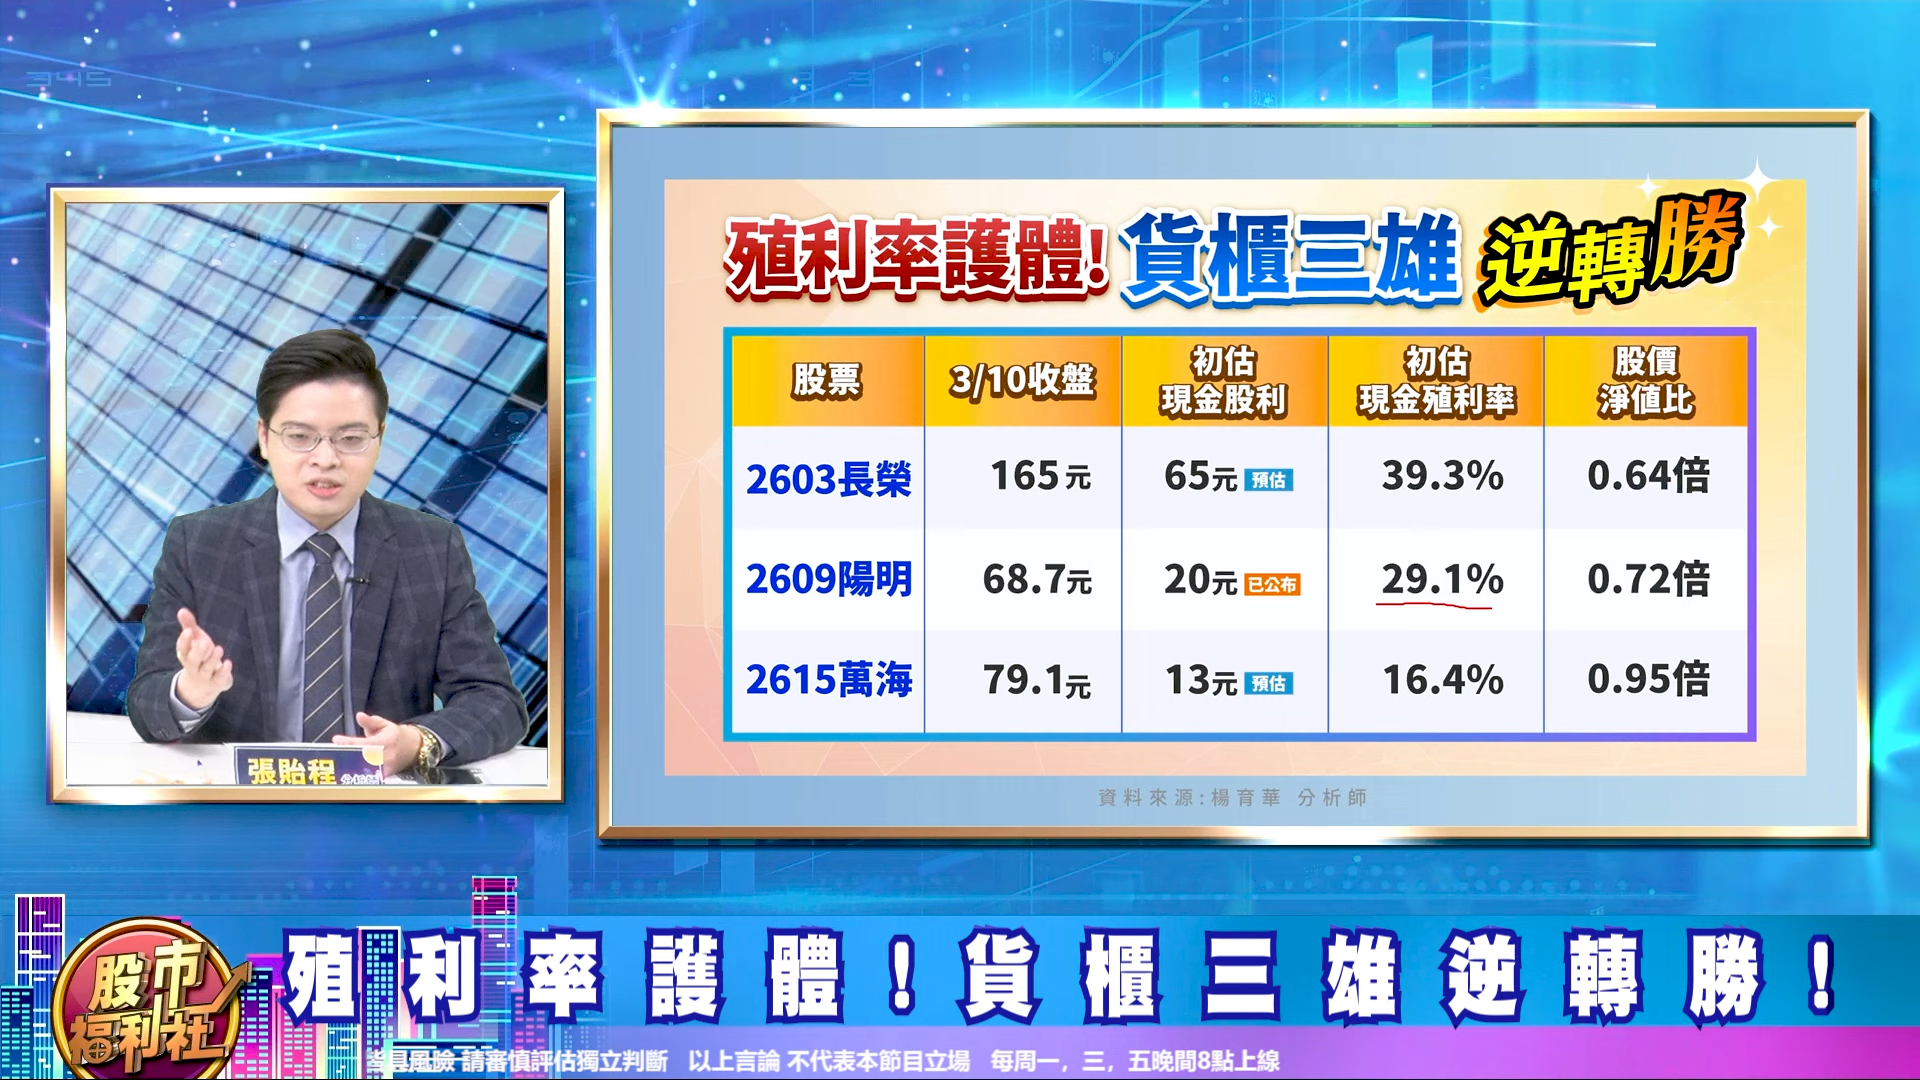 殖利率護體! 貨櫃三雄 逆轉勝
股票 3/10收盤 初估現金股利 初估現金殖利率 股價淨值比
2603長榮 165元 65元 預估 39.3% 0.64倍
2609陽明 68.7元 20元 已公布 29.1% 0.72倍
2615萬海 79.1元 13元 預估 16.4% 0.95倍
資料來源:楊育華 分析師
張貽程 分析師
殖利率護體!貨櫃三雄逆轉勝!
股市福利社
風險 請審慎評估獨立判斷 以上言論 不代表本節目立場 每周一，三，五晚間8點上線